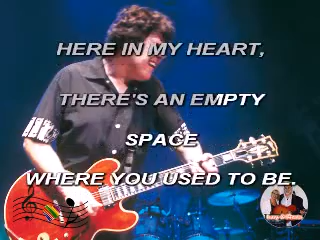 HERE IN MY HEART,
THERE'S AN EMPTY
SPACE
WHERE YOU USED TO BE.